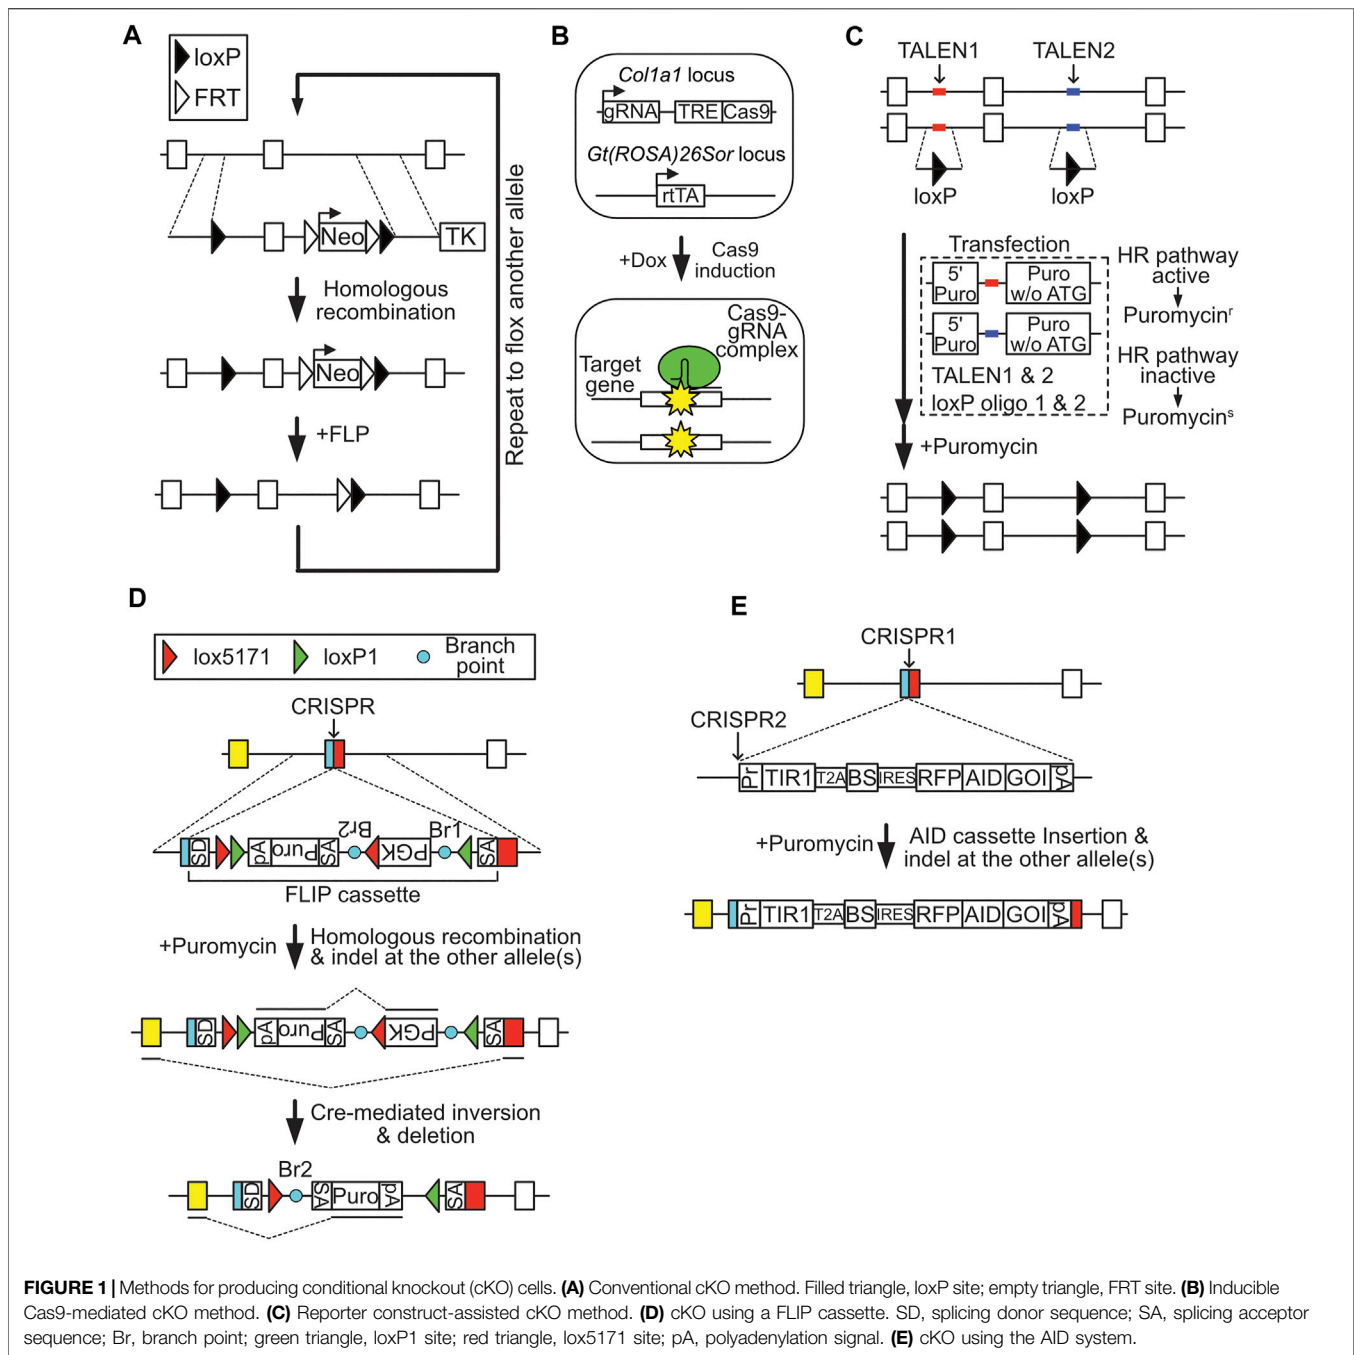 A
loxP
FRT
Neo
TK
Homologous
recombination
Neo
+FLP
Repeat to flox another allele
B
Col1a1 locus
gRNA TRE Cas9
Gt(ROSA)26Sor locus
rtTA
+Dox
Cas9
induction
Cas9-
gRNA
complex
Target
gene
C
TALEN1 TALEN2
loxP loxP
Transfection
5'
Puro
Puro
w/o ATG
5'
Puro
Puro
w/o ATG
TALEN1 & 2
loxP oligo 1 & 2
HR pathway
active
Puromycinʳ
HR pathway
inactive
Puromycinˢ
+Puromycin
D
lox5171 loxP1 Branch
point
CRISPR
SD pA Puro SA Br2 PGK Br1 SA
FLIP cassette
+Puromycin
Homologous recombination
& indel at the other allele(s)
SD pA Puro SA PGK SA
Cre-mediated inversion
& deletion
Br2
SD SA Puro pA SA
E
CRISPR1
CRISPR2
Pr TIR1 T2A BS IRES RFP AID GOI pA
+Puromycin
AID cassette Insertion &
indel at the other allele(s)
Pr TIR1 T2A BS IRES RFP AID GOI pA
FIGURE 1 | Methods for producing conditional knockout (cKO) cells. (A) Conventional cKO method. Filled triangle, loxP site; empty triangle, FRT site. (B) Inducible
Cas9-mediated cKO method. (C) Reporter construct-assisted cKO method. (D) cKO using a FLIP cassette. SD, splicing donor sequence; SA, splicing acceptor
sequence; Br, branch point; green triangle, loxP1 site; red triangle, lox5171 site; pA, polyadenylation signal. (E) cKO using the AID system.